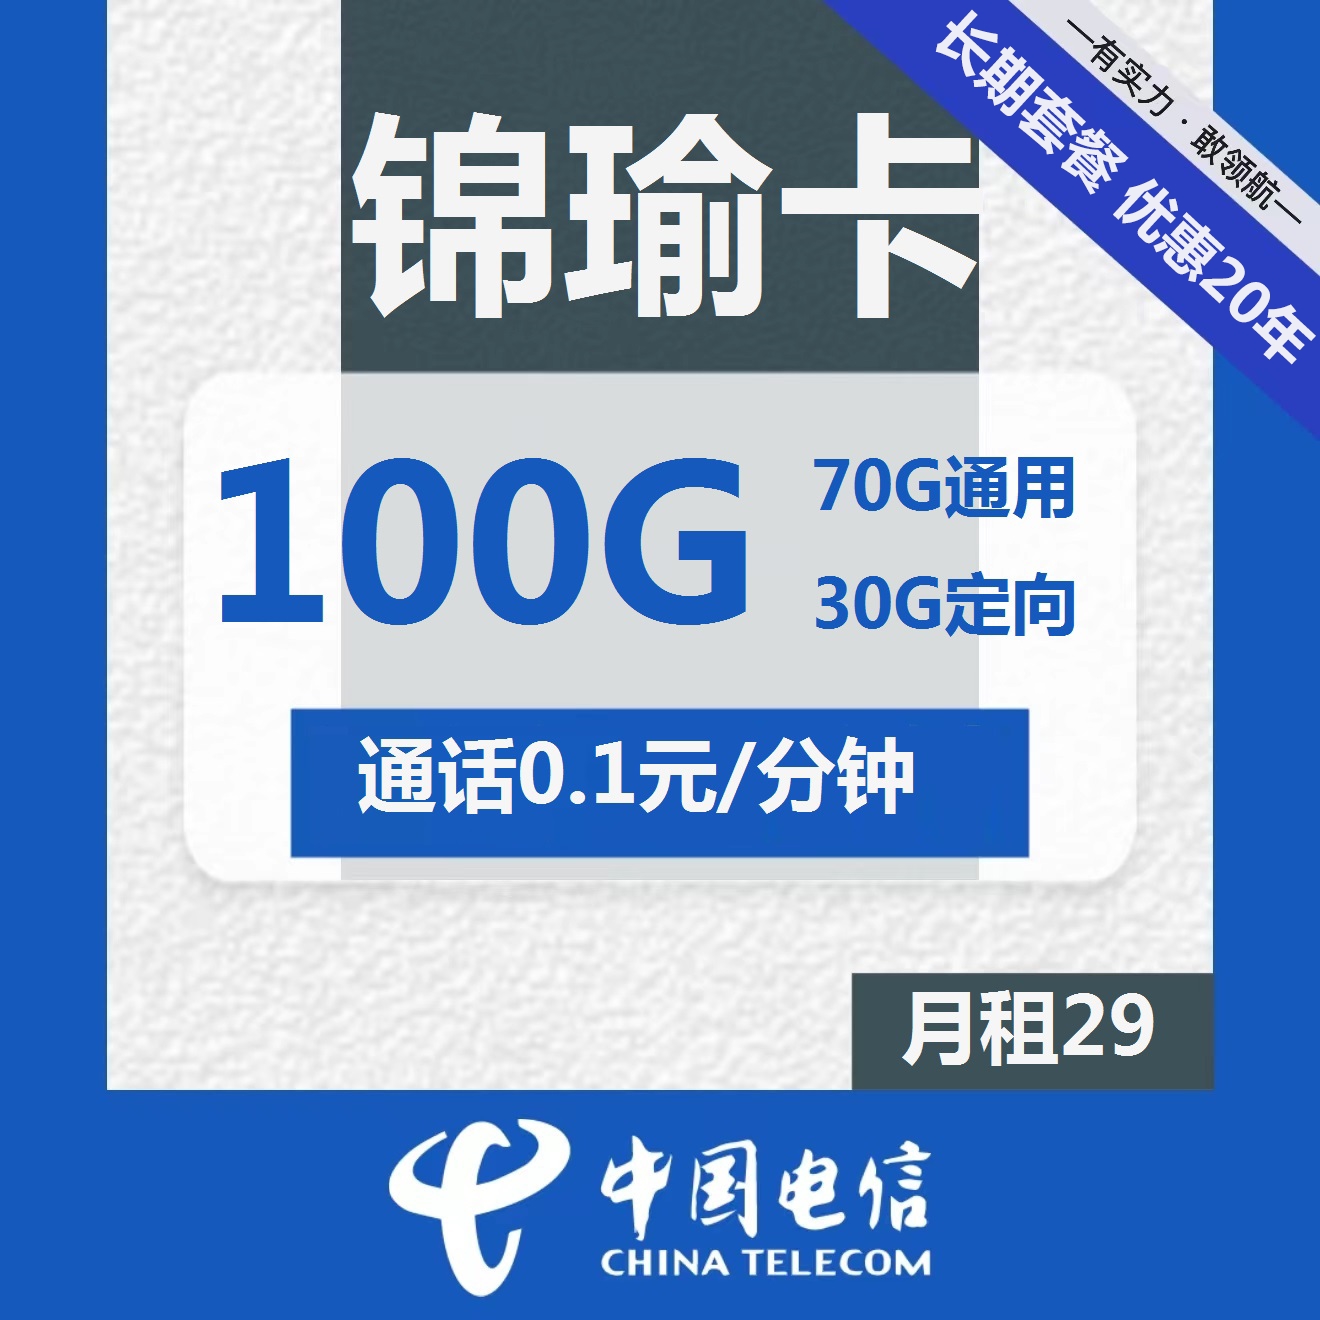 一有实力·敢领航一
长期套餐 优惠20年
锦瑜卡
100G
70G通用
30G定向
通话0.1元/分钟
月租29
中国电信
CHINA TELECOM